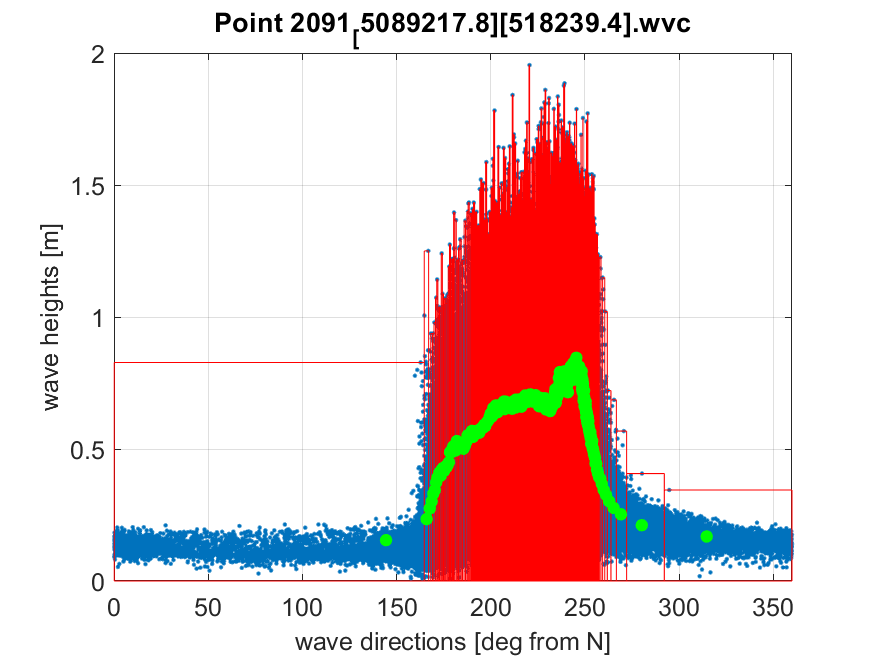 Point 2091[5089217.8][518239.4].wvc
2
1.5
1
0.5
0
0 50 100 150 200 250 300 350
wave heights [m]
wave directions [deg from N]